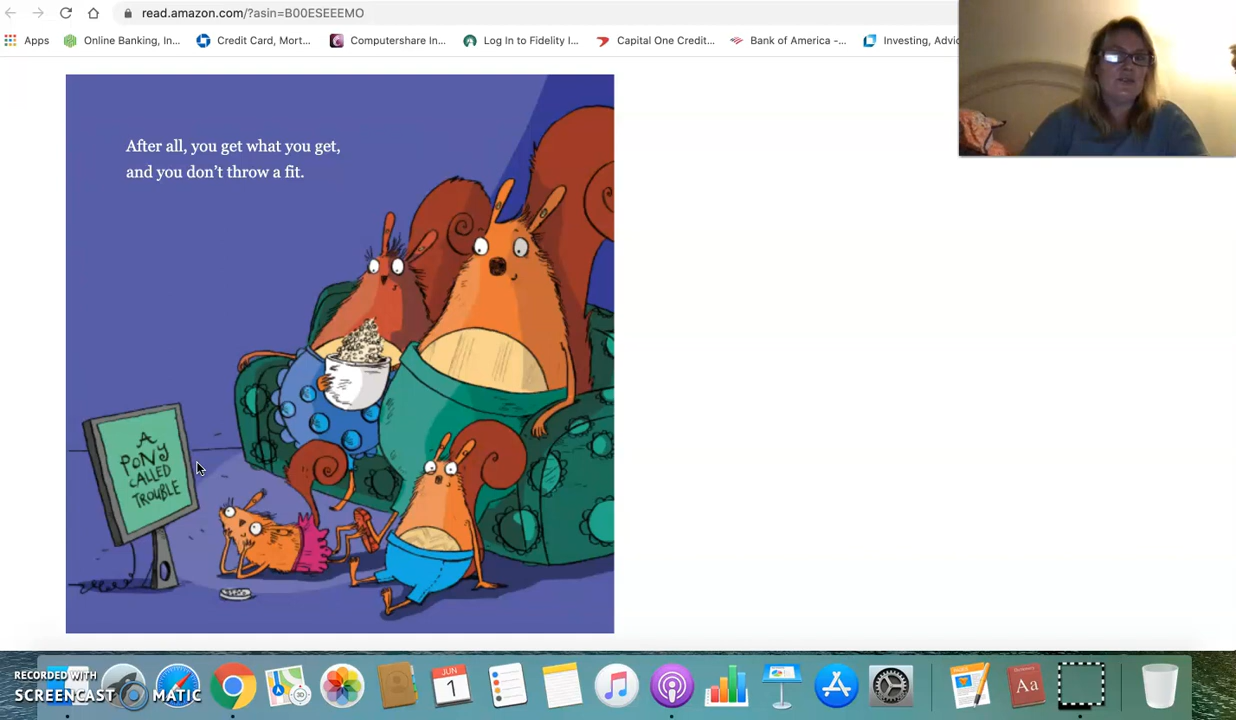 read.amazon.com/?asin=B00ESEEEMO
Apps Online Banking, In... Credit Card, Mort... Computershare In... Log In to Fidelity I... Capital One Credit... Bank of America -... Investing, Advic
After all, you get what you get,
and you don't throw a fit.
A
PONY
CALLED
TROUBLE
JUN
1
3D
Aa
RECORDED WITH
SCREENCAST MATIC